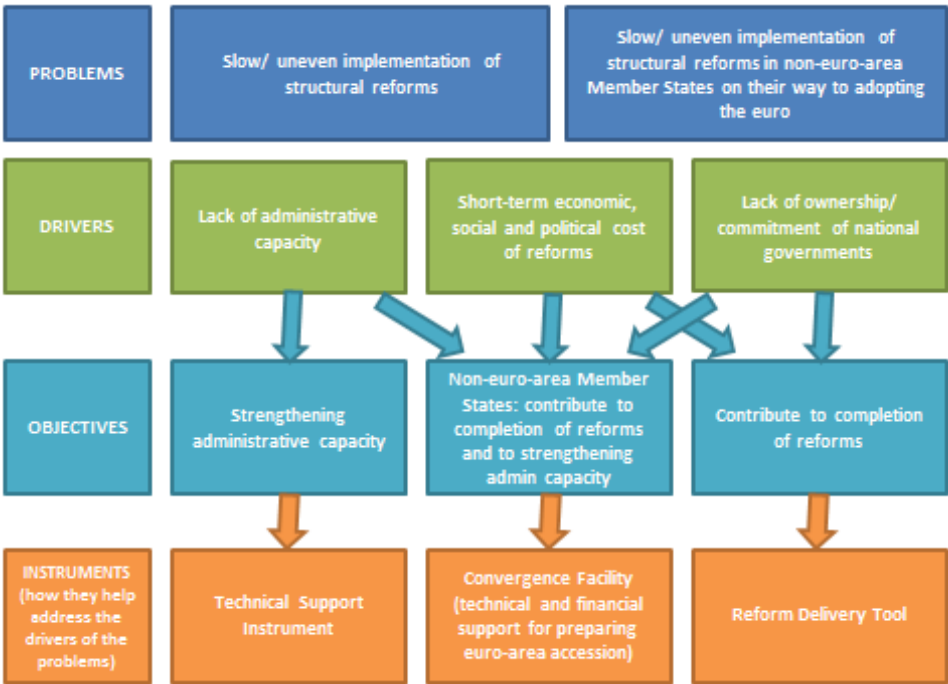 PROBLEMS
Slow/ uneven implementation of
structural reforms
Slow/ uneven implementation of
structural reforms in non-euro-area
Member States on their way to adopting
the euro
DRIVERS
Lack of administrative
capacity
Short-term economic,
social and political cost
of reforms
Lack of ownership/
commitment of national
governments
OBJECTIVES
Strengthening
administrative capacity
Non-euro-area Member
States: contribute to
completion of reforms
and to strengthening
admin capacity
Contribute to completion
of reforms
INSTRUMENTS
(how they help
address the
drivers of the
problems)
Technical Support
Instrument
Convergence Facility
(technical and financial
support for preparing
euro-area accession)
Reform Delivery Tool